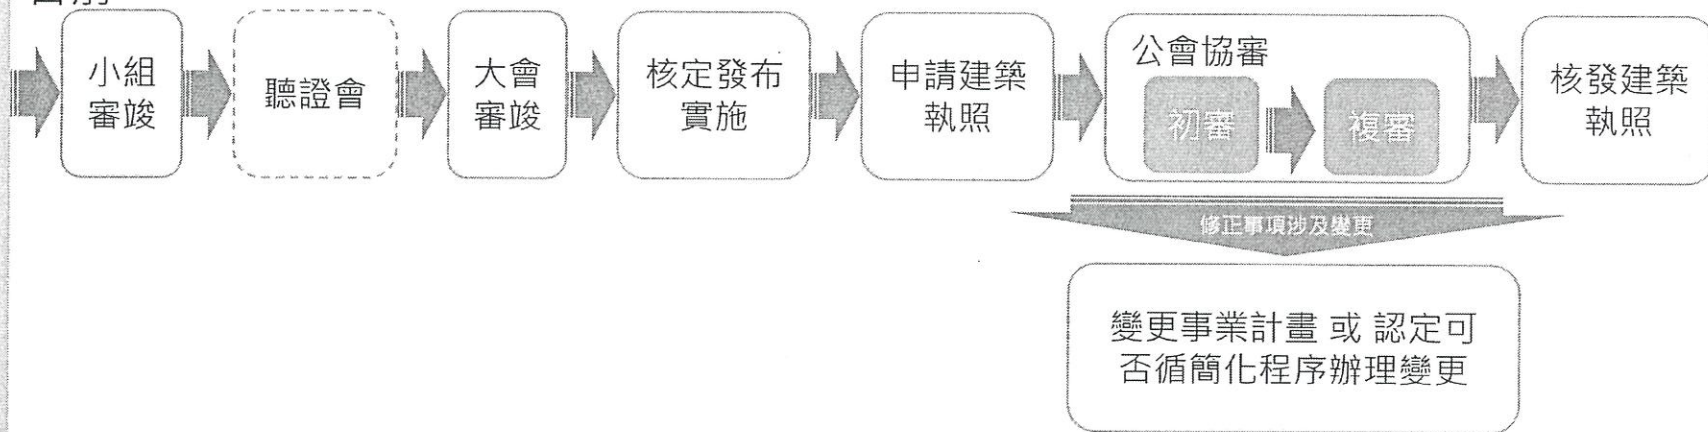 小組
審竣
聽證會
大會
審竣
核定發布
實施
申請建築
執照
公會協審
初審
複審
核發建築
執照
修正事項涉及變更
變更事業計畫 或 認定可
否循簡化程序辦理變更